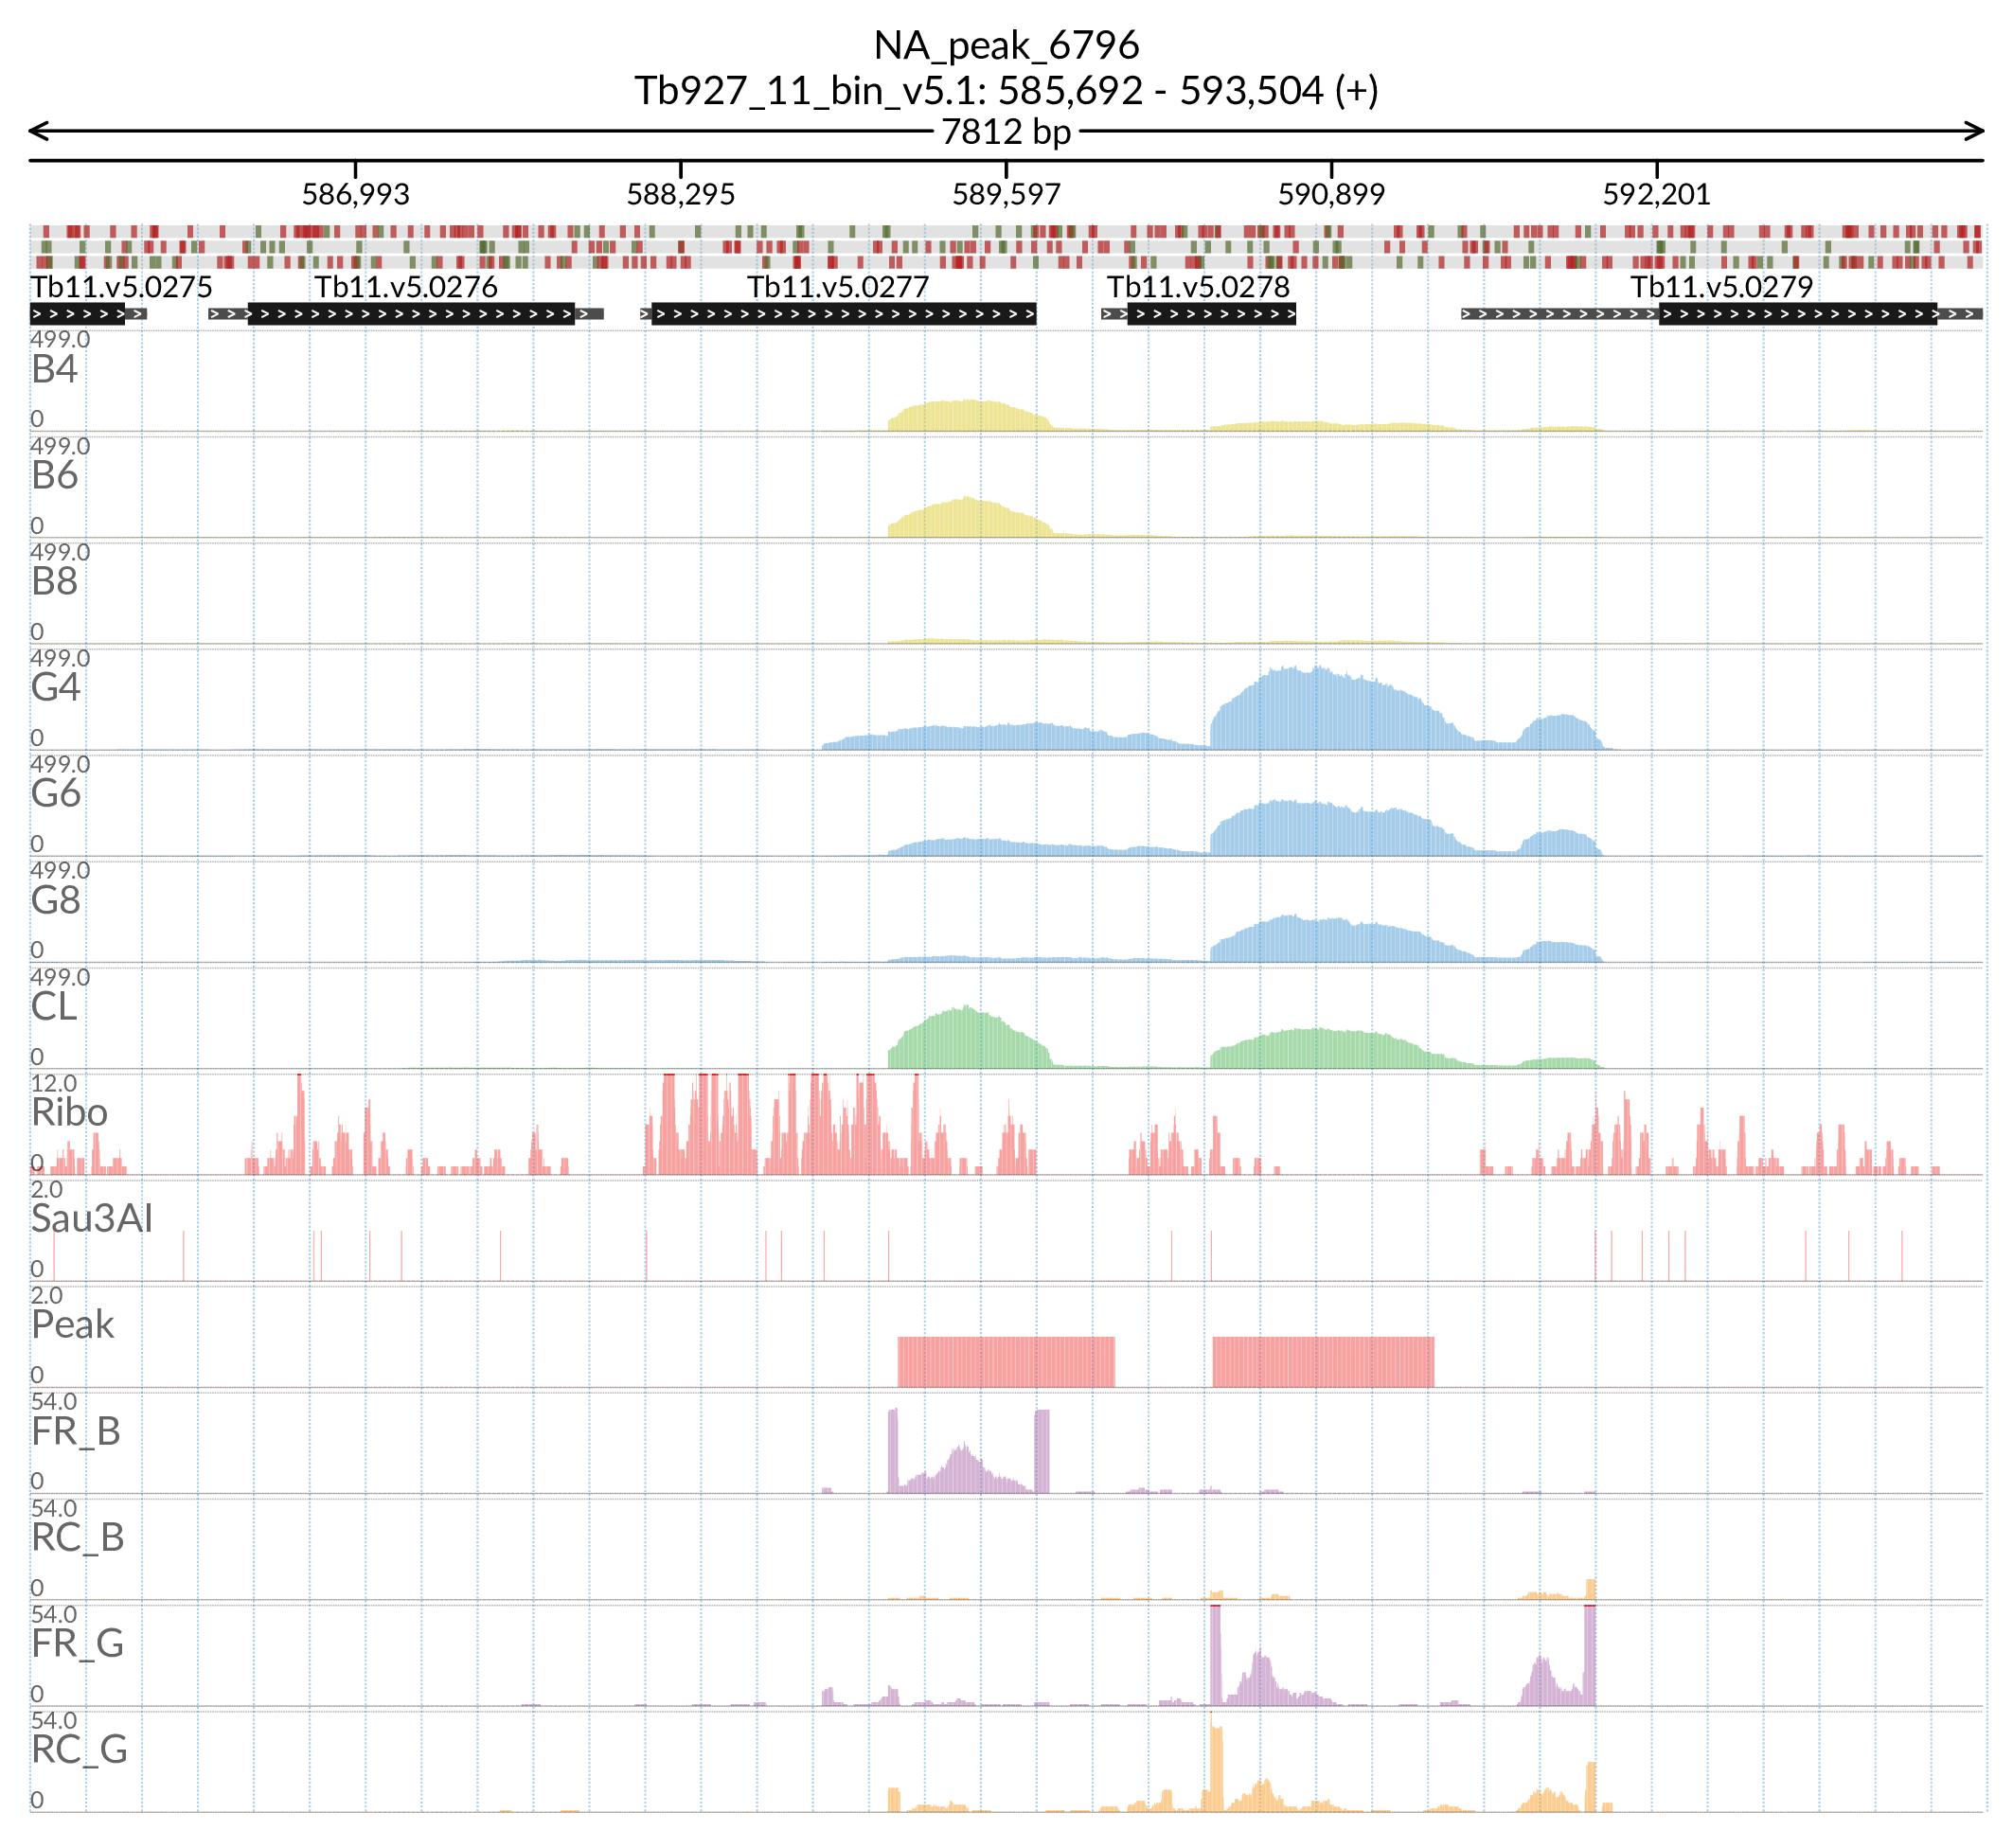 NA_peak_6796
Tb927_11_bin_v5.1: 585,692 - 593,504 (+)
7812 bp
586,993 588,295 589,597 590,899 592,201
Tb11.v5.0275 Tb11.v5.0276 Tb11.v5.0277 Tb11.v5.0278 Tb11.v5.0279
499.0
B4
0
499.0
B6
0
499.0
B8
0
499.0
G4
0
499.0
G6
0
499.0
G8
0
499.0
CL
0
12.0
Ribo
0
2.0
Sau3AI
0
2.0
Peak
0
54.0
FR_B
0
54.0
RC_B
0
54.0
FR_G
0
54.0
RC_G
0